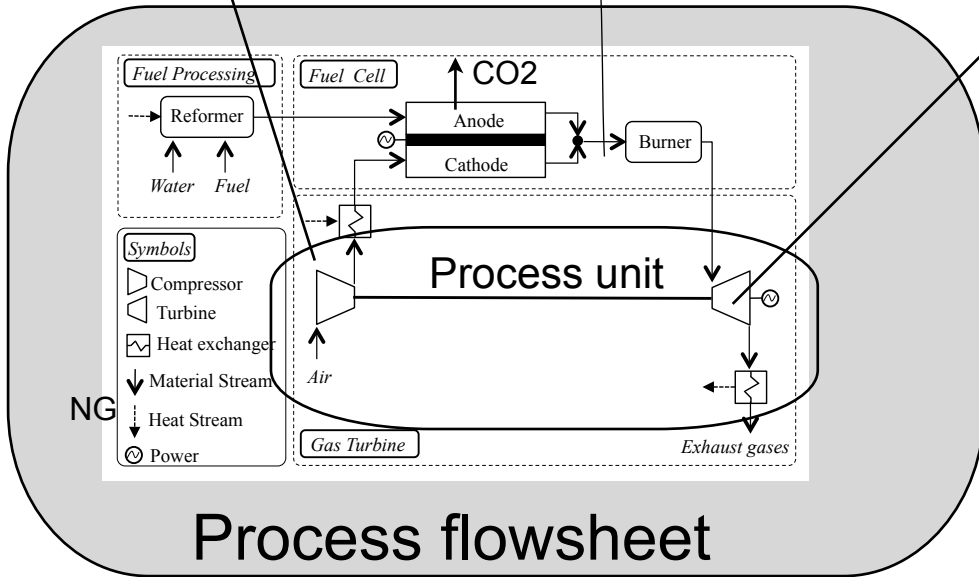 Fuel Processing
Fuel Cell
CO2
Reformer
Anode
Cathode
Burner
Water
Fuel
Symbols
Compressor
Turbine
Heat exchanger
Material Stream
NG
Heat Stream
Power
Process unit
Air
Gas Turbine
Exhaust gases
Process flowsheet